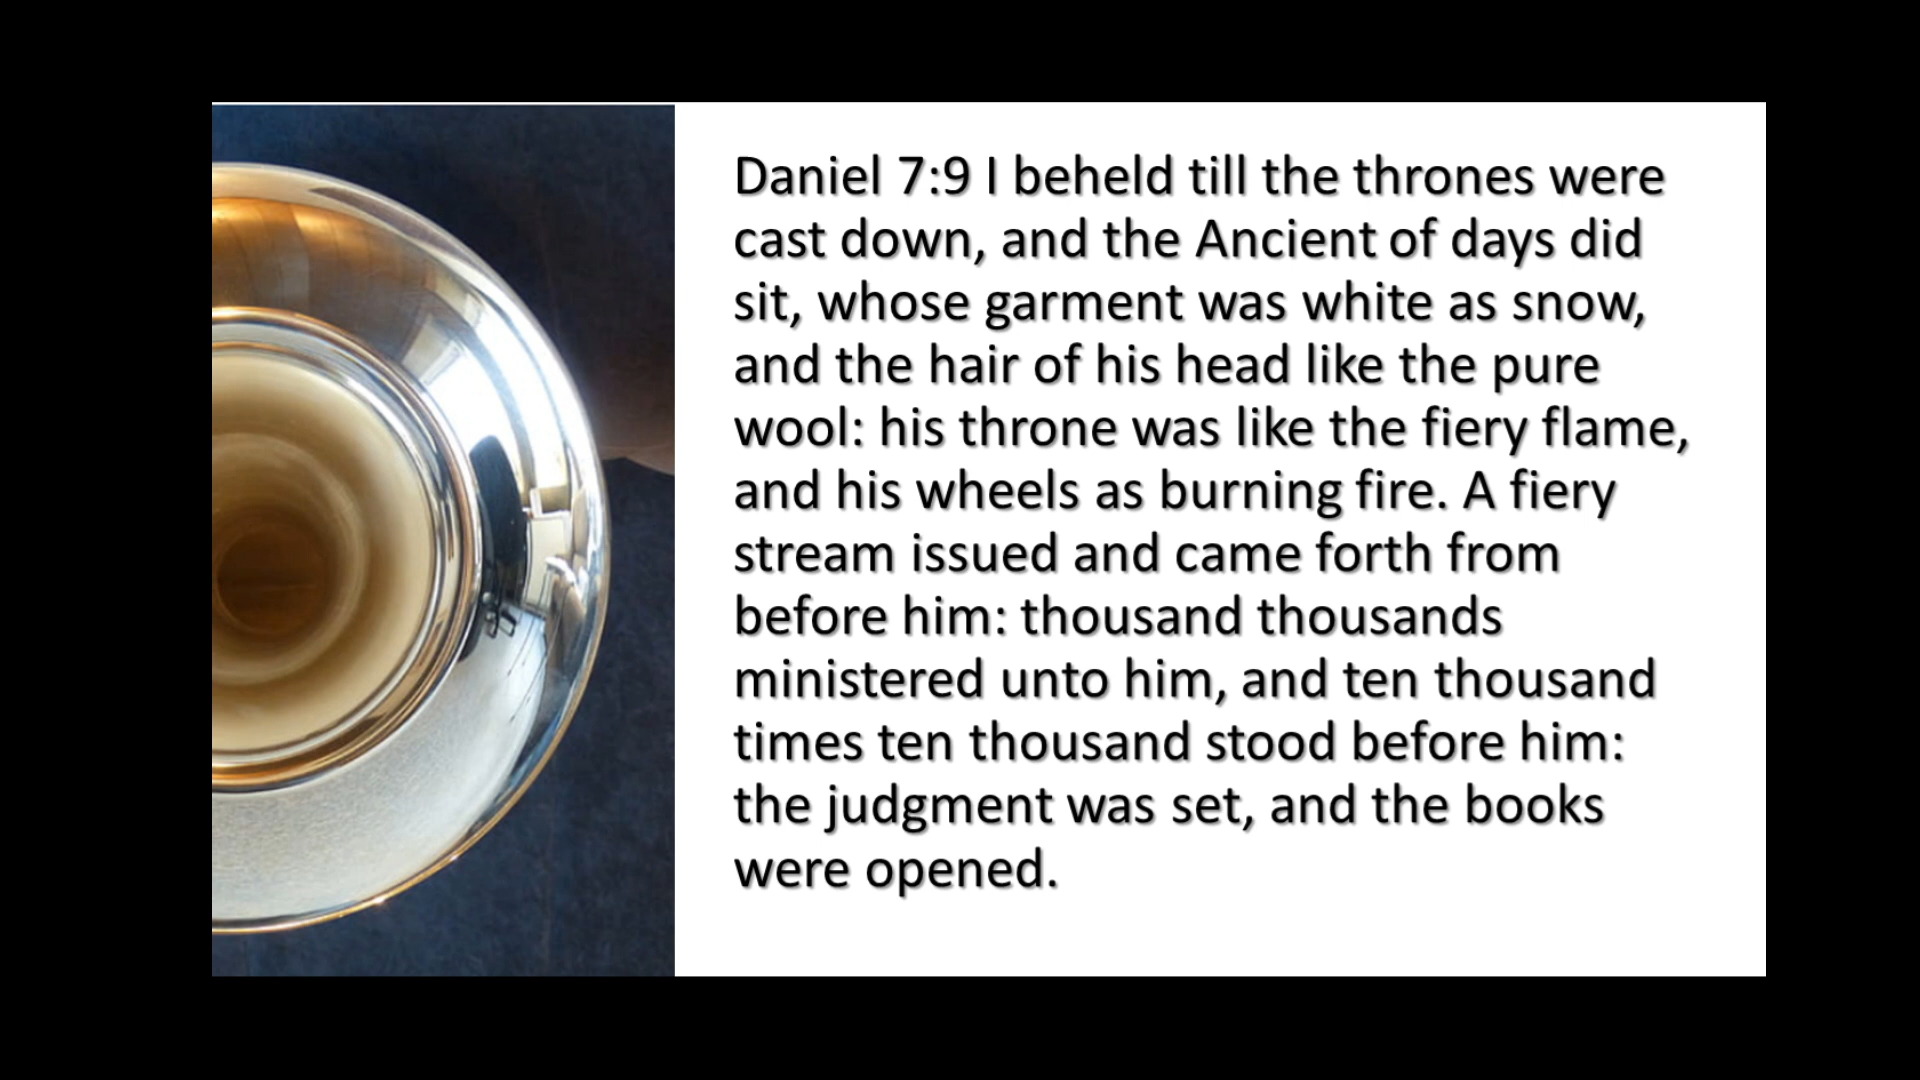 Daniel 7:9 I beheld till the thrones were
cast down, and the Ancient of days did
sit, whose garment was white as snow,
and the hair of his head like the pure
wool: his throne was like the fiery flame,
and his wheels as burning fire. A fiery
stream issued and came forth from
before him: thousand thousands
ministered unto him, and ten thousand
times ten thousand stood before him:
the judgment was set, and the books
were opened.